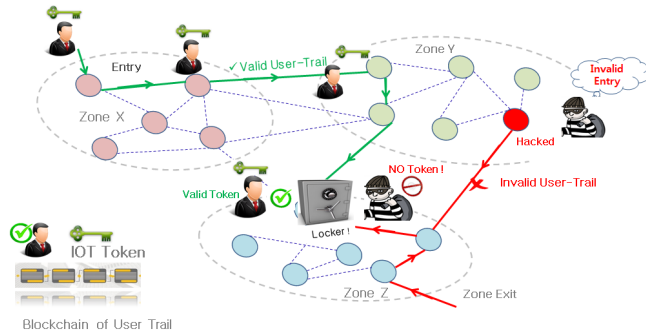 Zone Y
Invalid
Entry
Entry
✓ Valid User-Trail
Zone X
Hacked
NO Token !
Valid Token
Invalid User-Trail
Locker !
IOT Token
Zone Z
Zone Exit
Blockchain of User Trail